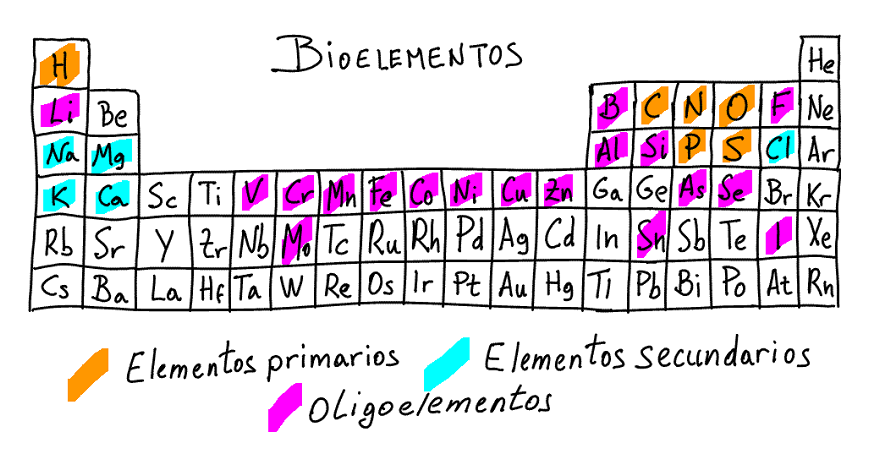 BIOELEMENTOS
H He
Li Be B C N O F Ne
Na Mg Al Si P S Cl Ar
K Ca Sc Ti V Cr Mn Fe Co Ni Cu Zn Ga Ge As Se Br Kr
Rb Sr Y Zr Nb Mo Tc Ru Rh Pd Ag Cd In Sn Sb Te I Xe
Cs Ba La Hf Ta W Re Os Ir Pt Au Hg Tl Pb Bi Po At Rn
Elementos primarios Elementos secundarios
Oligoelementos